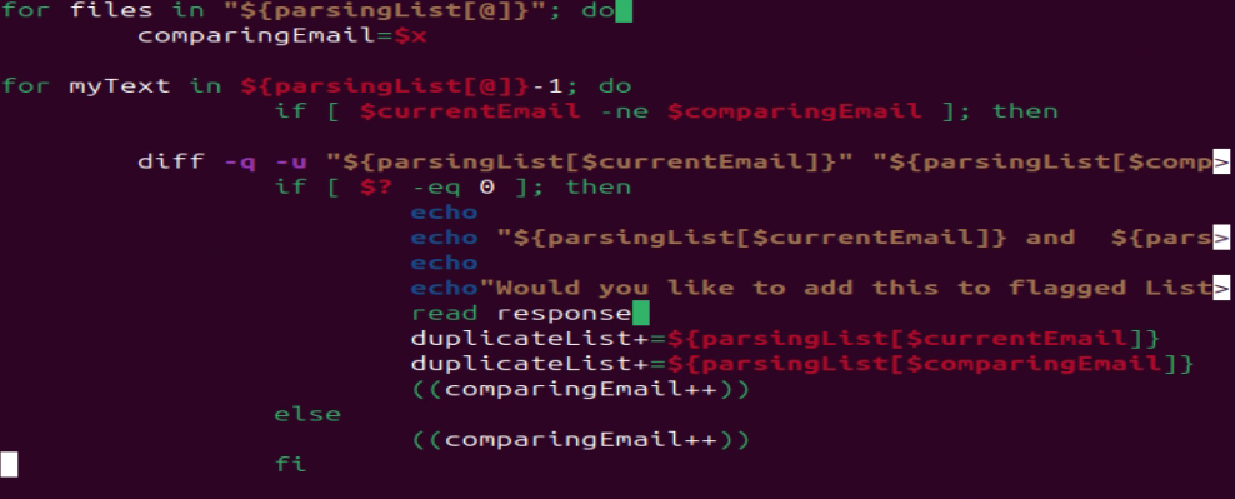 for files in "${parsingList[@]}"; do
comparingEmail=$x
for myText in ${parsingList[@]}-1; do
if [ $currentEmail -ne $comparingEmail ]; then
diff -q -u "${parsingList[$currentEmail]}" "${parsingList[$comp>
if [ $? -eq 0 ]; then
echo
echo "${parsingList[$currentEmail]} and  ${pars>
echo
echo"Would you like to add this to flagged List>
read response
duplicateList+=${parsingList[$currentEmail]}
duplicateList+=${parsingList[$comparingEmail]}
((comparingEmail++))
else
((comparingEmail++))
fi